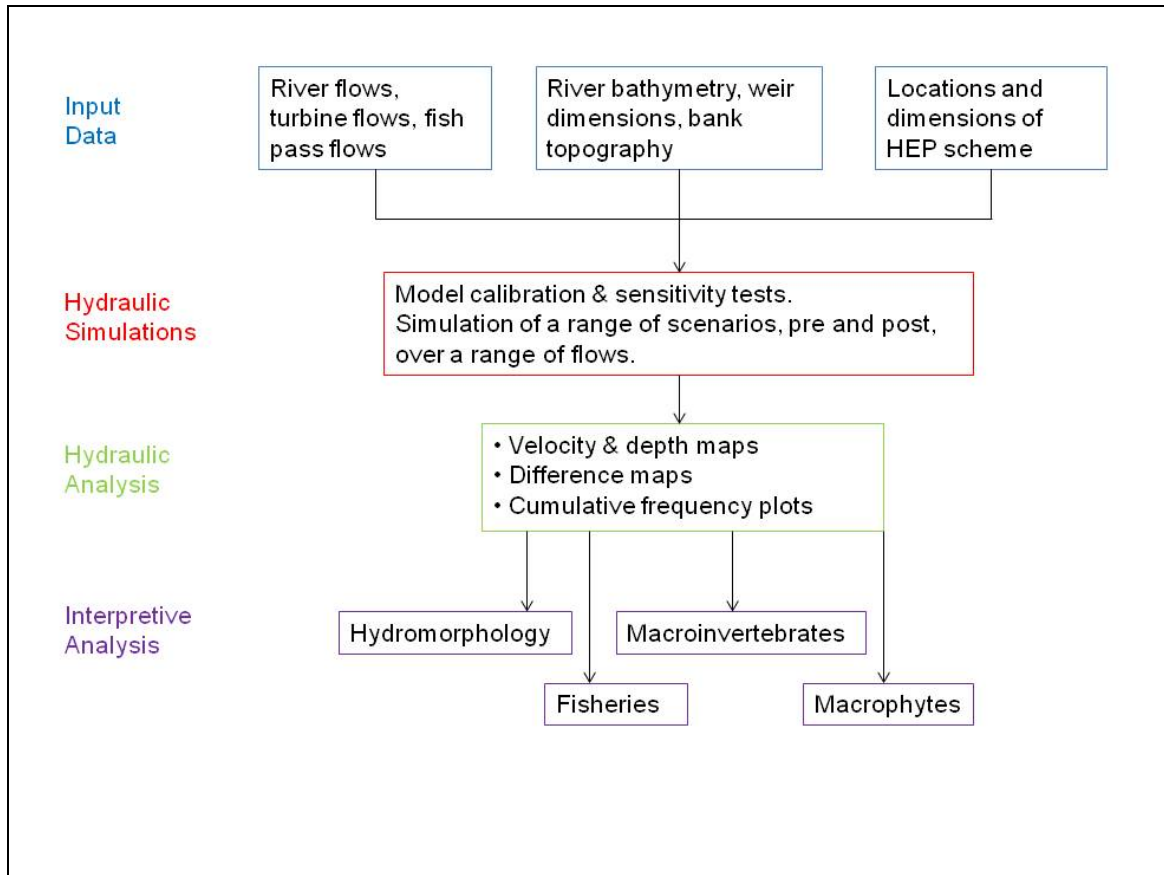 Input
Data
River flows,
turbine flows, fish
pass flows
River bathymetry, weir
dimensions, bank
topography
Locations and
dimensions of
HEP scheme
Hydraulic
Simulations
Model calibration & sensitivity tests.
Simulation of a range of scenarios, pre and post,
over a range of flows.
Hydraulic
Analysis
• Velocity & depth maps
• Difference maps
• Cumulative frequency plots
Interpretive
Analysis
Hydromorphology
Macroinvertebrates
Fisheries
Macrophytes